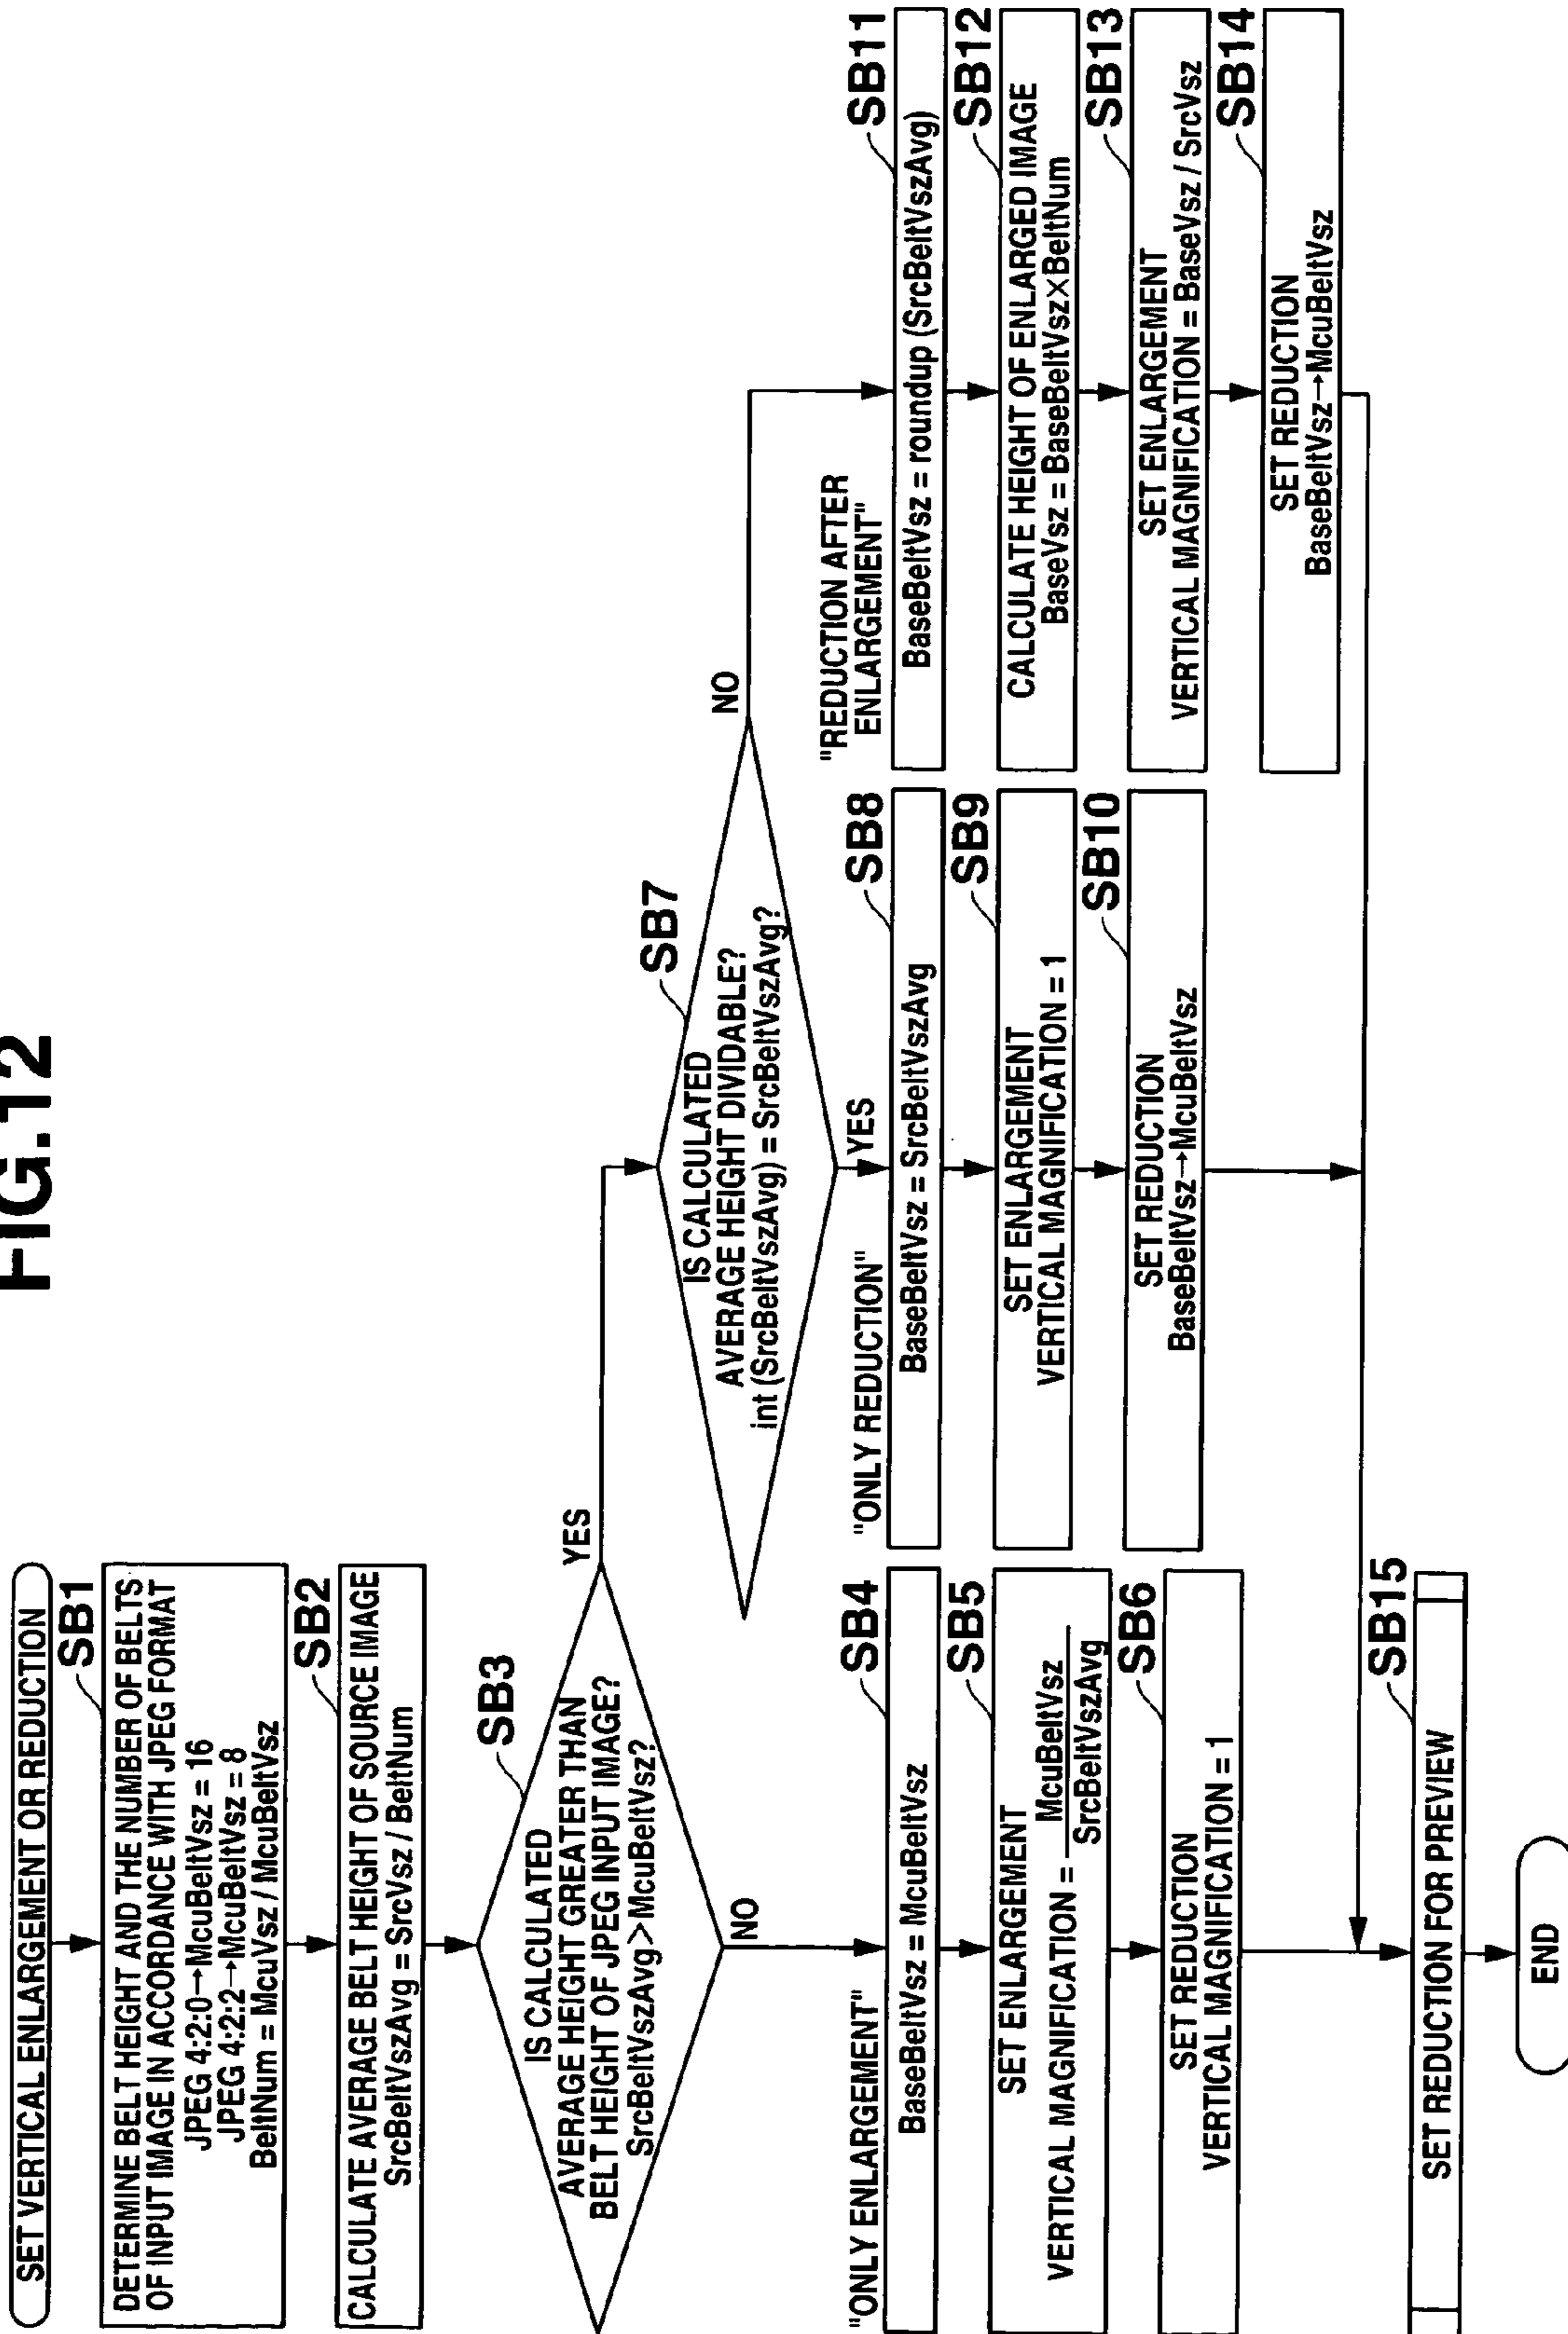 FIG.12
SET VERTICAL ENLARGEMENT OR REDUCTION
SB1
DETERMINE BELT HEIGHT AND THE NUMBER OF BELTS
OF INPUT IMAGE IN ACCORDANCE WITH JPEG FORMAT
JPEG 4:2:0→McuBeltVsz = 16
JPEG 4:2:2→McuBeltVsz = 8
BeltNum = McuVsz / McuBeltVsz
SB2
CALCULATE AVERAGE BELT HEIGHT OF SOURCE IMAGE
SrcBeltVszAvg = SrcVsz / BeltNum
SB3
IS CALCULATED
AVERAGE HEIGHT GREATER THAN
BELT HEIGHT OF JPEG INPUT IMAGE?
SrcBeltVszAvg>McuBeltVsz?
YES
NO
"ONLY ENLARGEMENT"
SB4
BaseBeltVsz = McuBeltVsz
SB5
SET ENLARGEMENT
VERTICAL MAGNIFICATION = McuBeltVsz
SrcBeltVszAvg
SB6
SET REDUCTION
VERTICAL MAGNIFICATION = 1
SB7
IS CALCULATED
AVERAGE HEIGHT DIVIDABLE?
int (SrcBeltVszAvg) = SrcBeltVszAvg?
NO
YES
"ONLY REDUCTION"
SB8
BaseBeltVsz = SrcBeltVszAvg
SB9
SET ENLARGEMENT
VERTICAL MAGNIFICATION = 1
SB10
SET REDUCTION
BaseBeltVsz→McuBeltVsz
"REDUCTION AFTER
ENLARGEMENT"
SB11
BaseBeltVsz = roundup (SrcBeltVszAvg)
SB12
CALCULATE HEIGHT OF ENLARGED IMAGE
BaseVsz = BaseBeltVsz×BeltNum
SB13
SET ENLARGEMENT
VERTICAL MAGNIFICATION = BaseVsz / SrcVsz
SB14
SET REDUCTION
BaseBeltVsz→McuBeltVsz
SB15
SET REDUCTION FOR PREVIEW
END